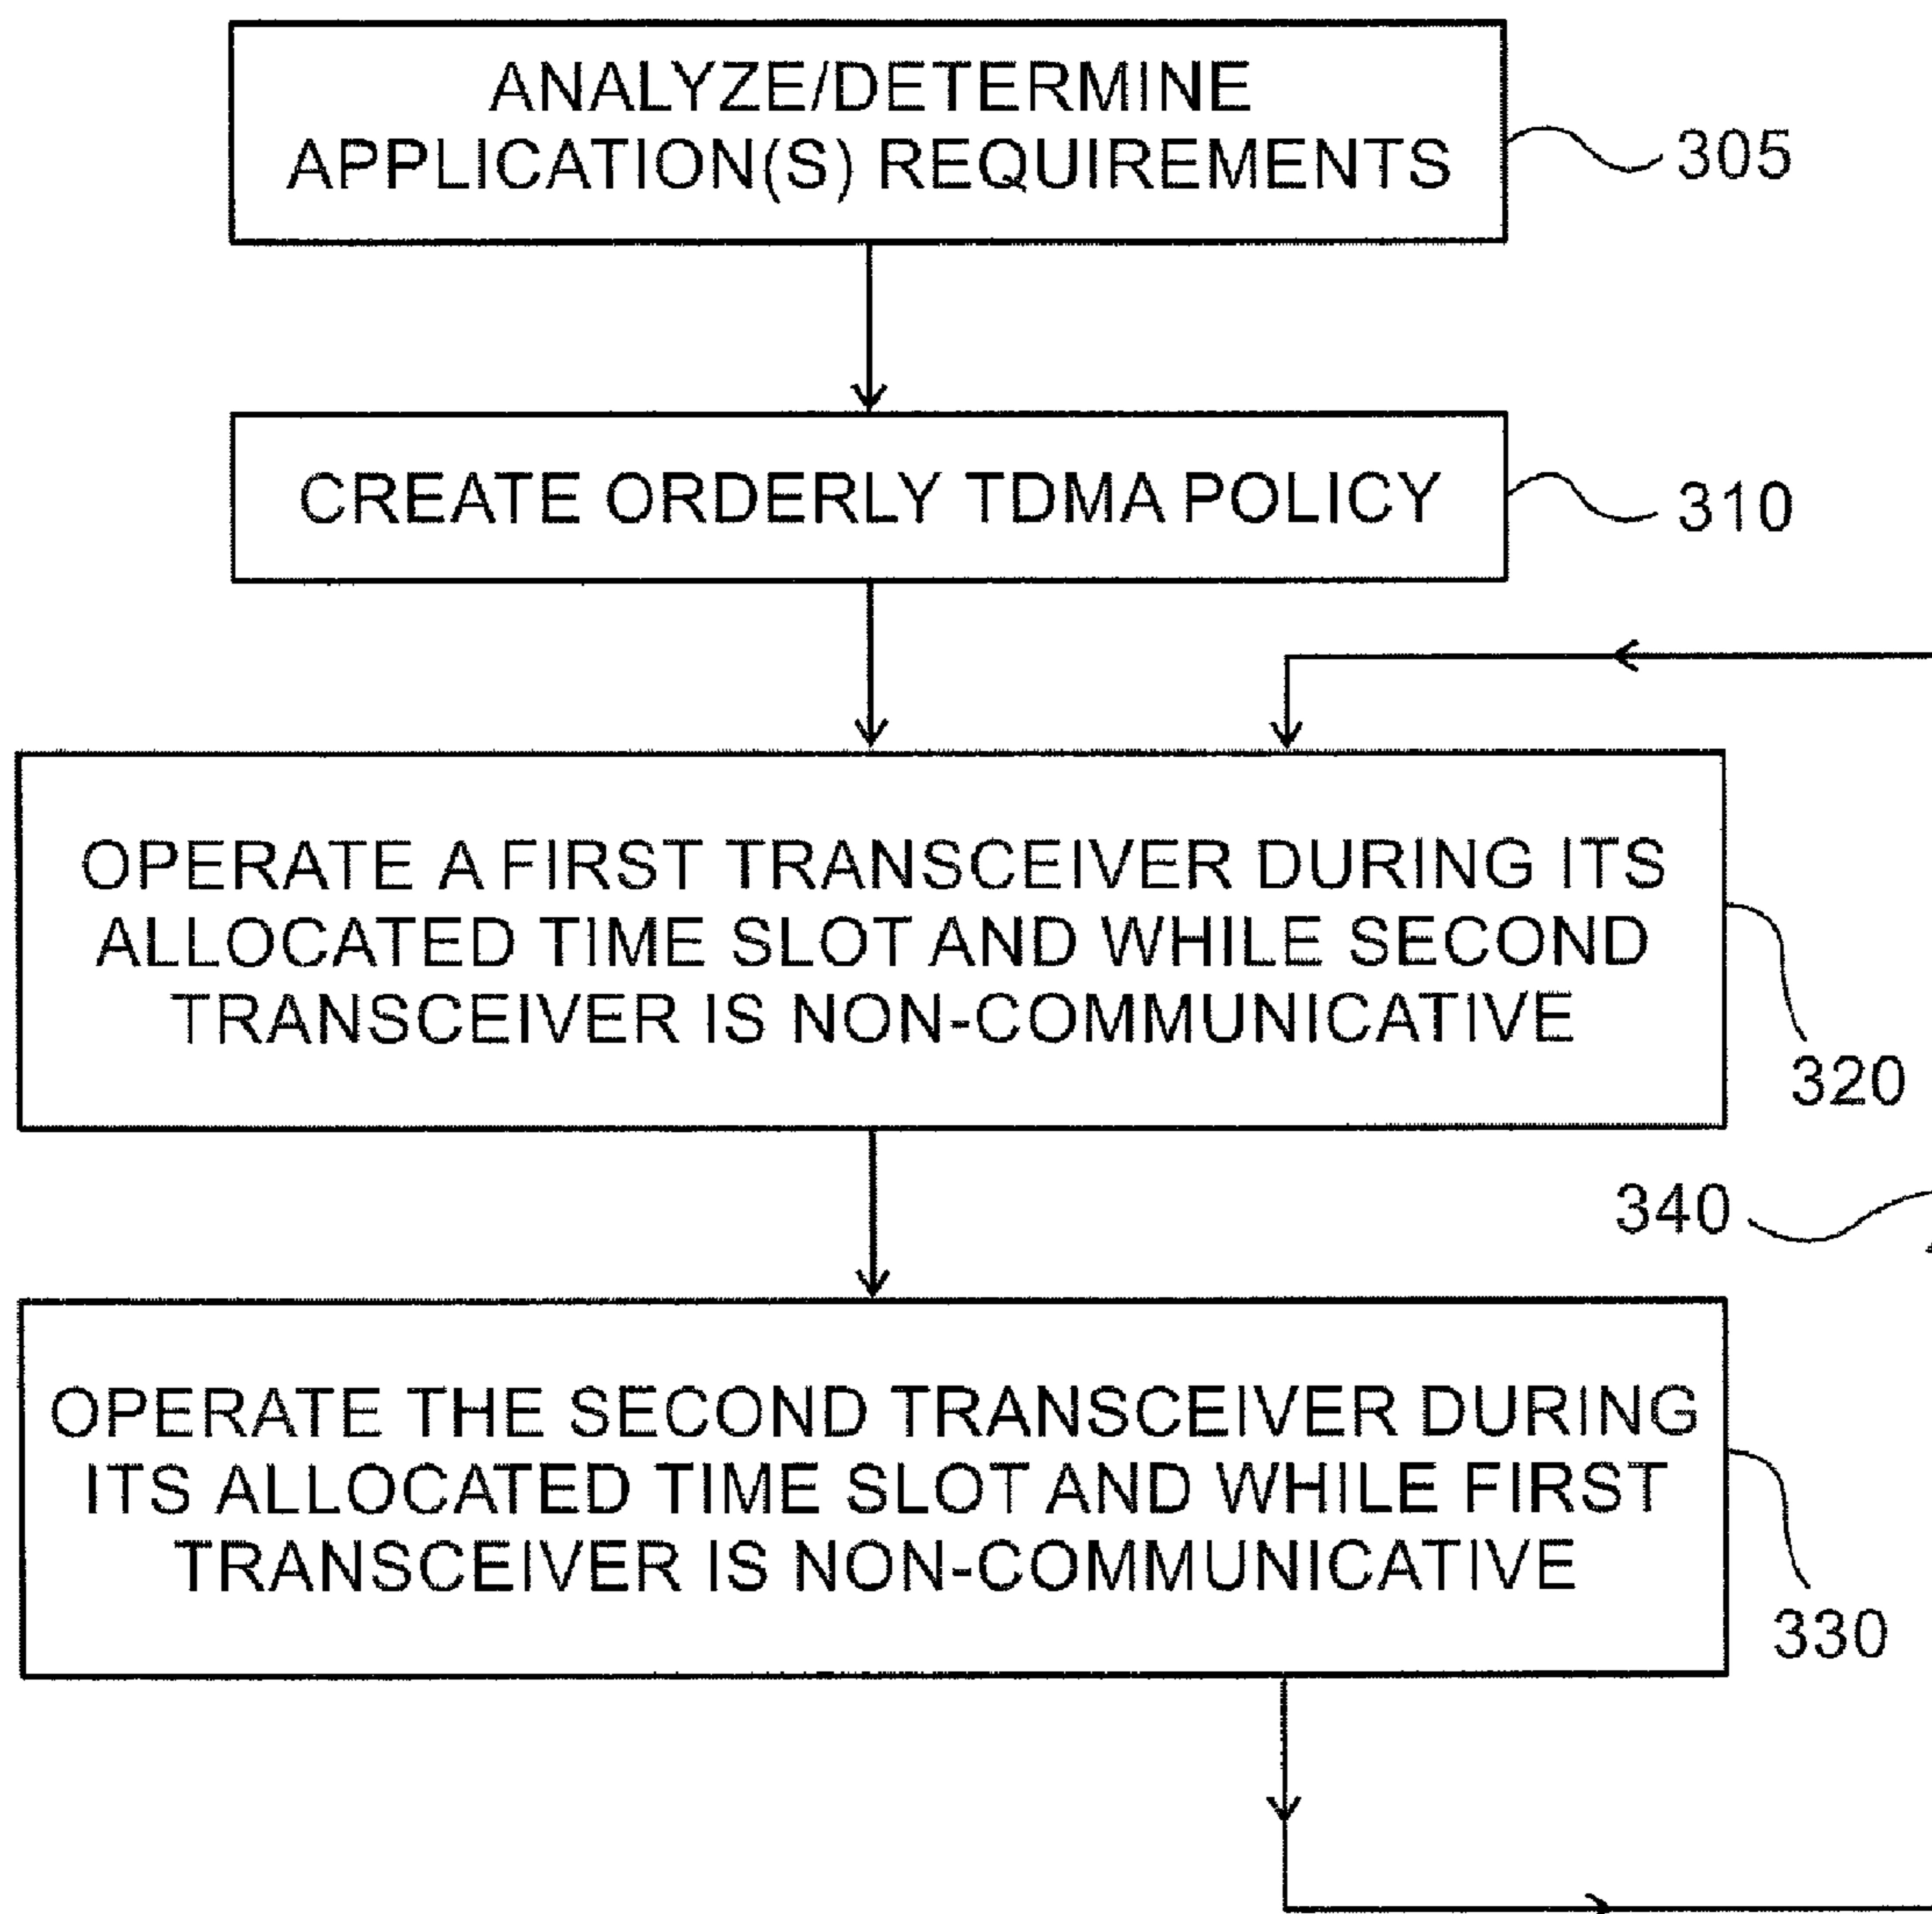 ANALYZE/DETERMINE
APPLICATION(S) REQUIREMENTS
305
CREATE ORDERLY TDMA POLICY
310
OPERATE A FIRST TRANSCEIVER DURING ITS
ALLOCATED TIME SLOT AND WHILE SECOND
TRANSCEIVER IS NON-COMMUNICATIVE
320
340
OPERATE THE SECOND TRANSCEIVER DURING
ITS ALLOCATED TIME SLOT AND WHILE FIRST
TRANSCEIVER IS NON-COMMUNICATIVE
330